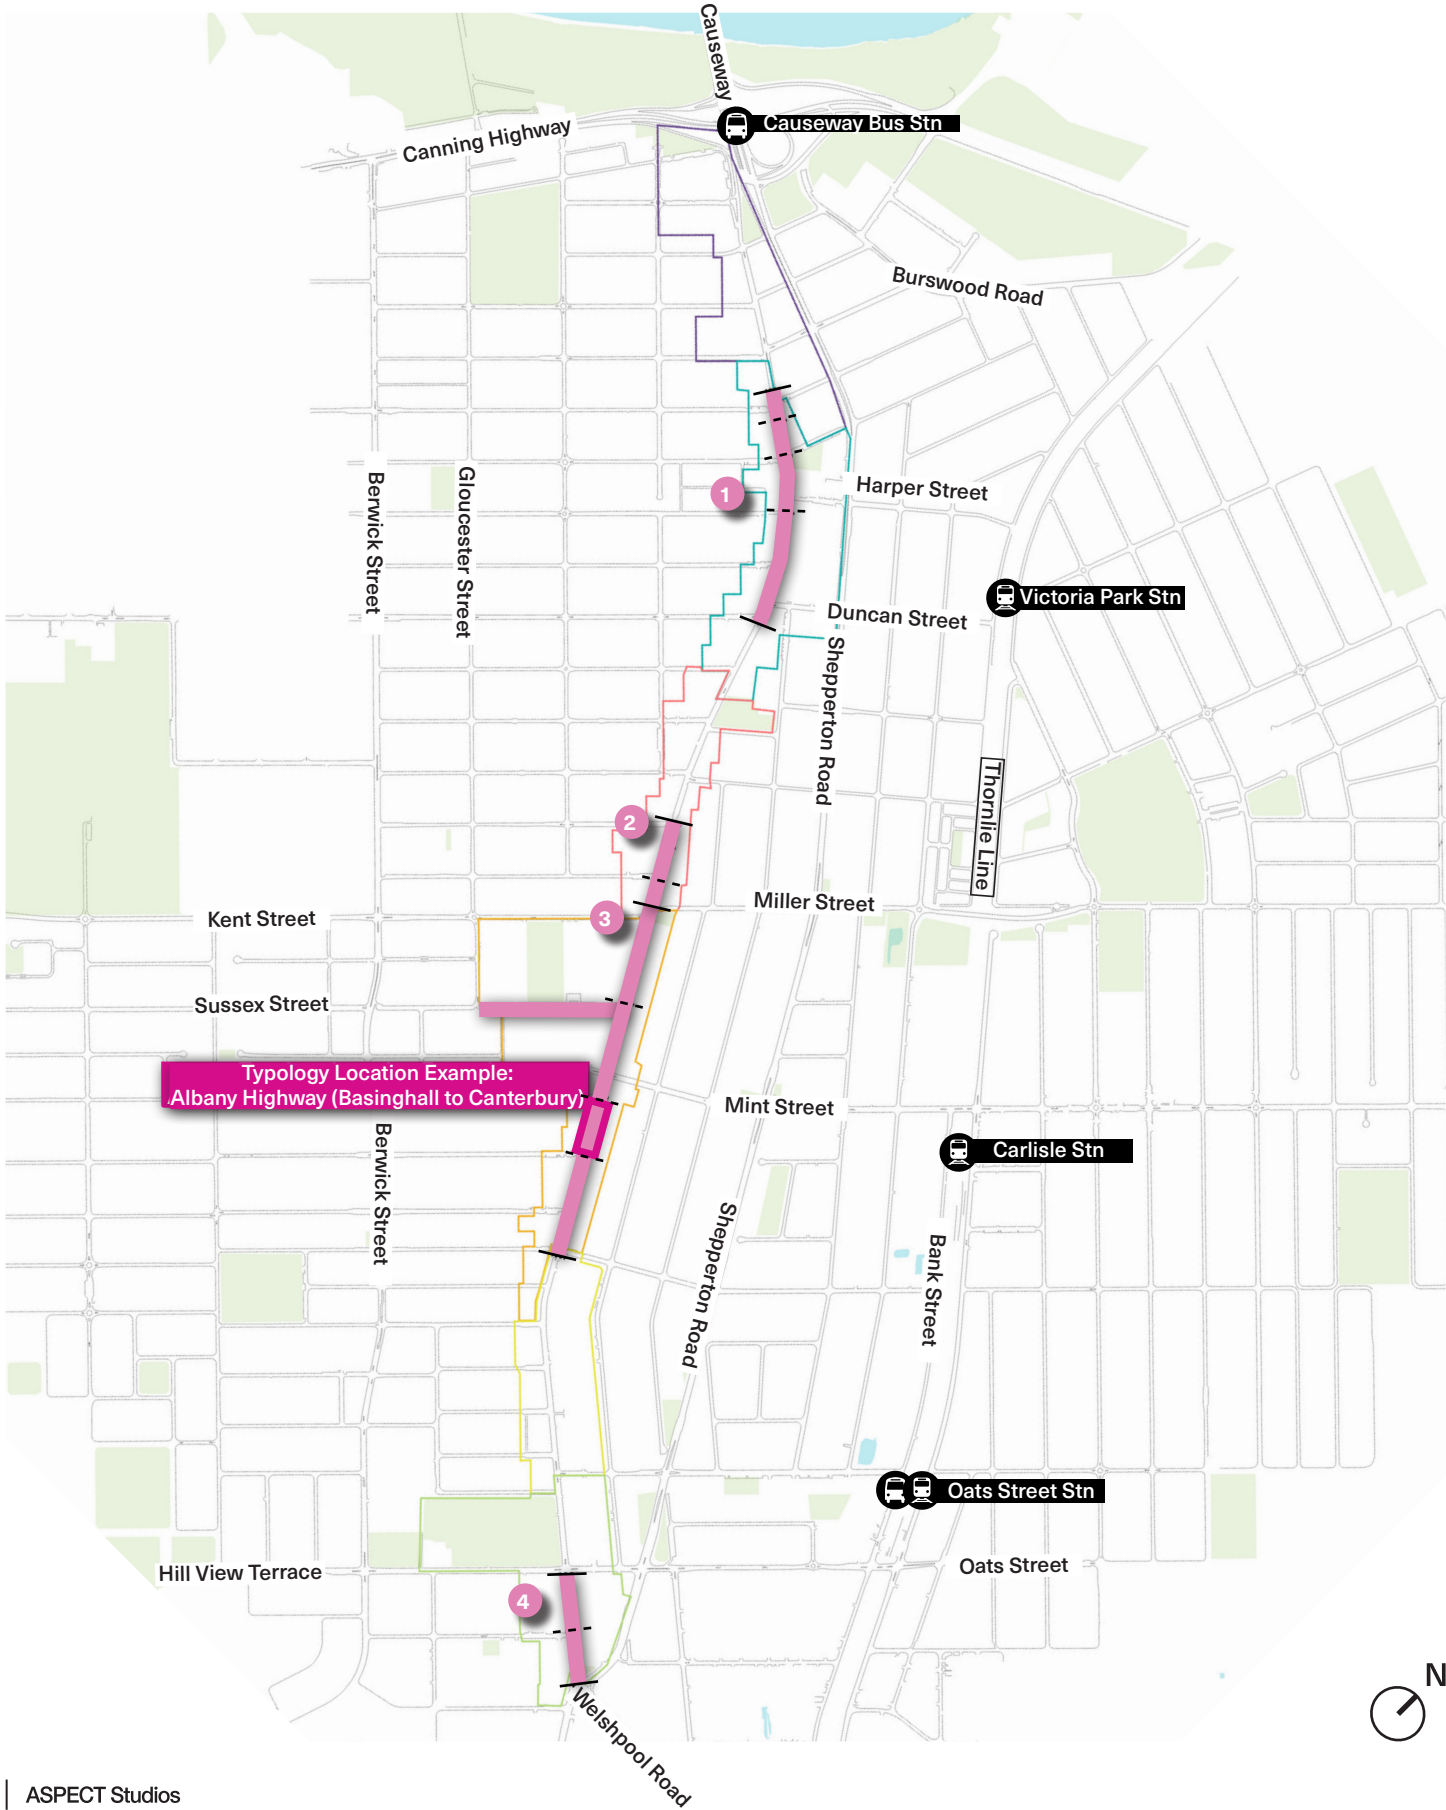 Causeway
Causeway Bus Stn
Canning Highway
Burswood Road
Berwick Street
Gloucester Street
1
Harper Street
Victoria Park Stn
Duncan Street
Shepperton Road
Thornlie Line
2
Miller Street
Kent Street
3
Sussex Street
Typology Location Example:
Albany Highway (Basinghall to Canterbury)
Mint Street
Berwick Street
Carlisle Stn
Shepperton Road
Bank Street
Oats Street Stn
Hill View Terrace
Oats Street
4
Welshpool Road
N
ASPECT Studios